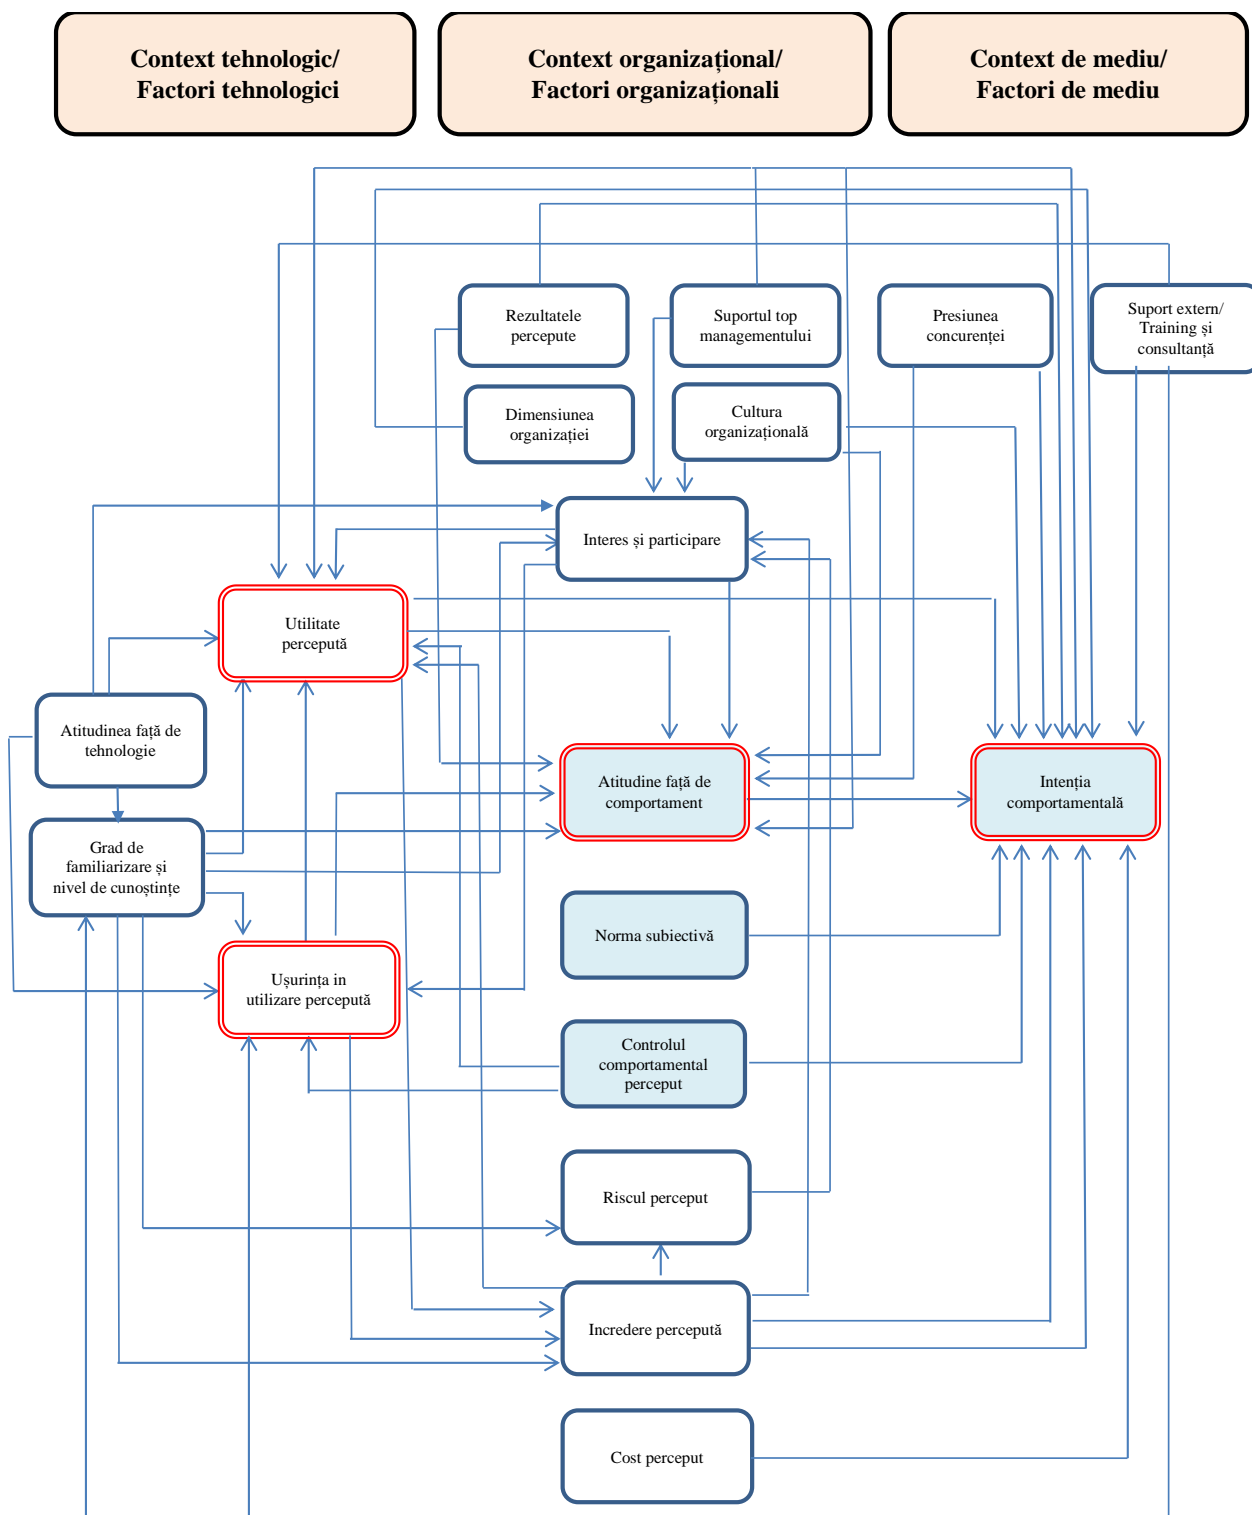 Context tehnologic/
Factori tehnologici
Context organizațional/
Factori organizaționali
Context de mediu/
Factori de mediu
Rezultatele
percepute
Suportul top
managementului
Presiunea
concurenței
Suport extern/
Training și
consultanță
Dimensiunea
organizației
Cultura
organizațională
Interes și participare
Utilitate
percepută
Atitudinea față de
tehnologie
Atitudine față de
comportament
Intenția
comportamentală
Grad de
familiarizare și
nivel de cunoștințe
Norma subiectivă
Ușurința in
utilizare percepută
Controlul
comportamental
perceput
Riscul perceput
Incredere percepută
Cost perceput